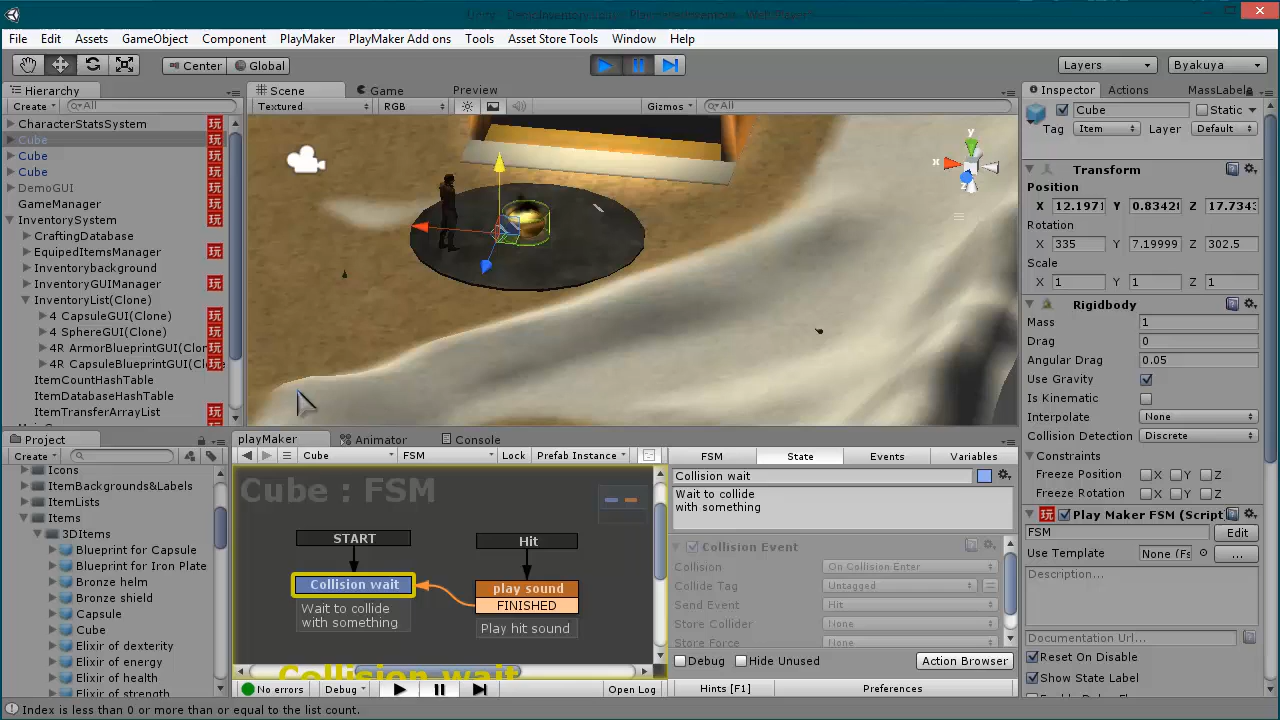 File Edit Assets GameObject Component PlayMaker PlayMaker Add ons Tools Asset Store Tools Window Help
Center Global Layers Byakuya
Hierarchy
Create All
CharacterStatsSystem
Cube
Cube
Cube
DemoGUI
GameManager
InventorySystem
CraftingDatabase
EquipedItemsManager
Inventorybackground
InventoryGUIManager
InventoryList(Clone)
4 CapsuleGUI(Clone)
4 SphereGUI(Clone)
4R ArmorBlueprintGUI(Clon
4R CapsuleBlueprintGUI(Cl
ItemCountHashTable
ItemDatabaseHashTable
ItemTransferArrayList
Scene Game Preview
Textured RGB Gizmos All
y
x
z
Project
Create
Icons
ItemBackgrounds&Labels
ItemLists
Items
3DItems
Blueprint for Capsule
Blueprint for Iron Plate
Bronze helm
Bronze shield
Capsule
Cube
Elixir of dexterity
Elixir of energy
Elixir of health
Elixir of strength
playMaker Animator Console
Cube FSM Lock Prefab Instance
Cube : FSM
START
Collision wait
Wait to collide
with something
Hit
play sound
FINISHED
Play hit sound
Collision wait
No errors Debug Open Log
FSM State Events Variables
Collision wait
Wait to collide
with something
Collision Event
Collision On Collision Enter
Collide Tag Untagged
Send Event Hit
Store Collider None
Store Force None
Debug Hide Unused Action Browser
Hints [F1] Preferences
Inspector Actions MassLabel
Cube Static
Tag Item Layer Default
Transform
Position
X 12.1971 Y 0.83428 Z 17.7343
Rotation
X 335 Y 7.19999 Z 302.5
Scale
X 1 Y 1 Z 1
Rigidbody
Mass 1
Drag 0
Angular Drag 0.05
Use Gravity
Is Kinematic
Interpolate None
Collision Detection Discrete
Constraints
Freeze Position X Y Z
Freeze Rotation X Y Z
Play Maker FSM (Script
FSM Edit
Use Template None (Fs ...
Description...
Documentation Url...
Reset On Disable
Show State Label
Index is less than 0 or more than or equal to the list count.